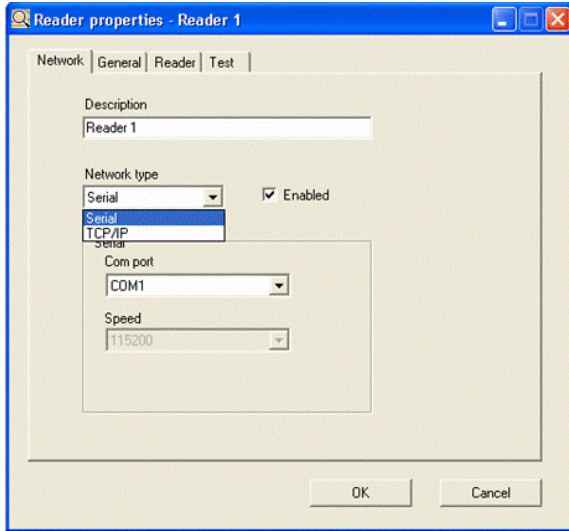 Reader properties - Reader 1
Network General Reader Test
Description
Reader 1
Network type
Serial
Enabled
Serial
TCP/IP
Serial
Com port
COM1
Speed
115200
OK Cancel